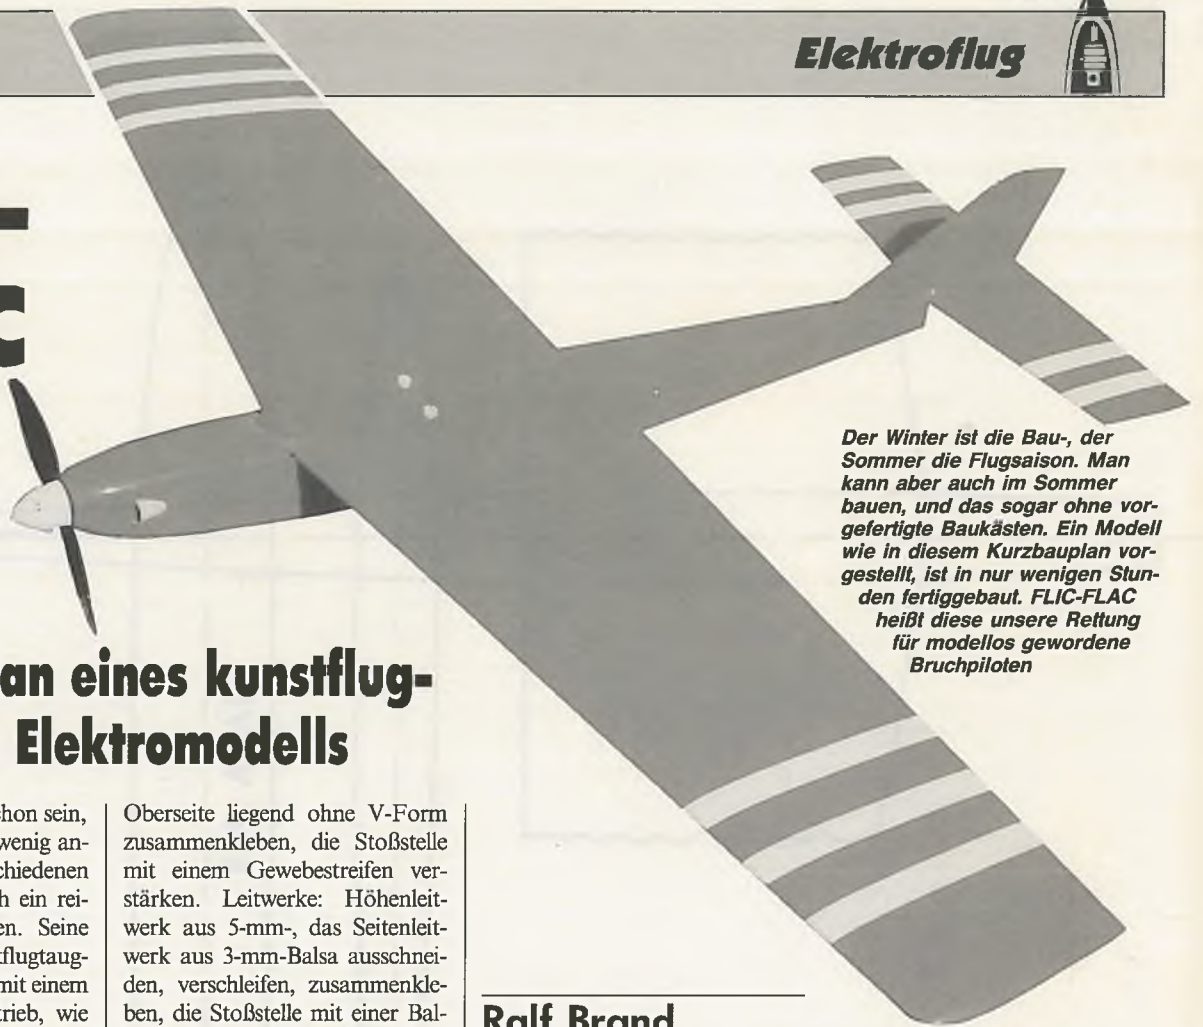 Elektroflug
C
Der Winter ist die Bau-, der
Sommer die Flugsaison. Man
kann aber auch im Sommer
bauen, und das sogar ohne vor-
gefertigte Baukästen. Ein Modell
wie in diesem Kurzbauplan vor-
gestellt, ist in nur wenigen Stun-
den fertiggebaut. FLIC-FLAC
heißt diese unsere Rettung
für modellos gewordene
Bruchpiloten
an eines kunstflug-
Elektromodells
chon sein,
wenig an-
chiedenen
h ein rei-
en. Seine
tflugtaug-
mit einem
trieb, wie
Oberseite liegend ohne V-Form
zusammenkleben, die Stoßstelle
mit einem Gewebestreifen ver-
stärken. Leitwerke: Höhenleit-
werk aus 5-mm-, das Seitenleit-
werk aus 3-mm-Balsa ausschnei-
den, verschleifen, zusammenkle-
ben, die Stoßstelle mit einer Bal-
Ralf Brand